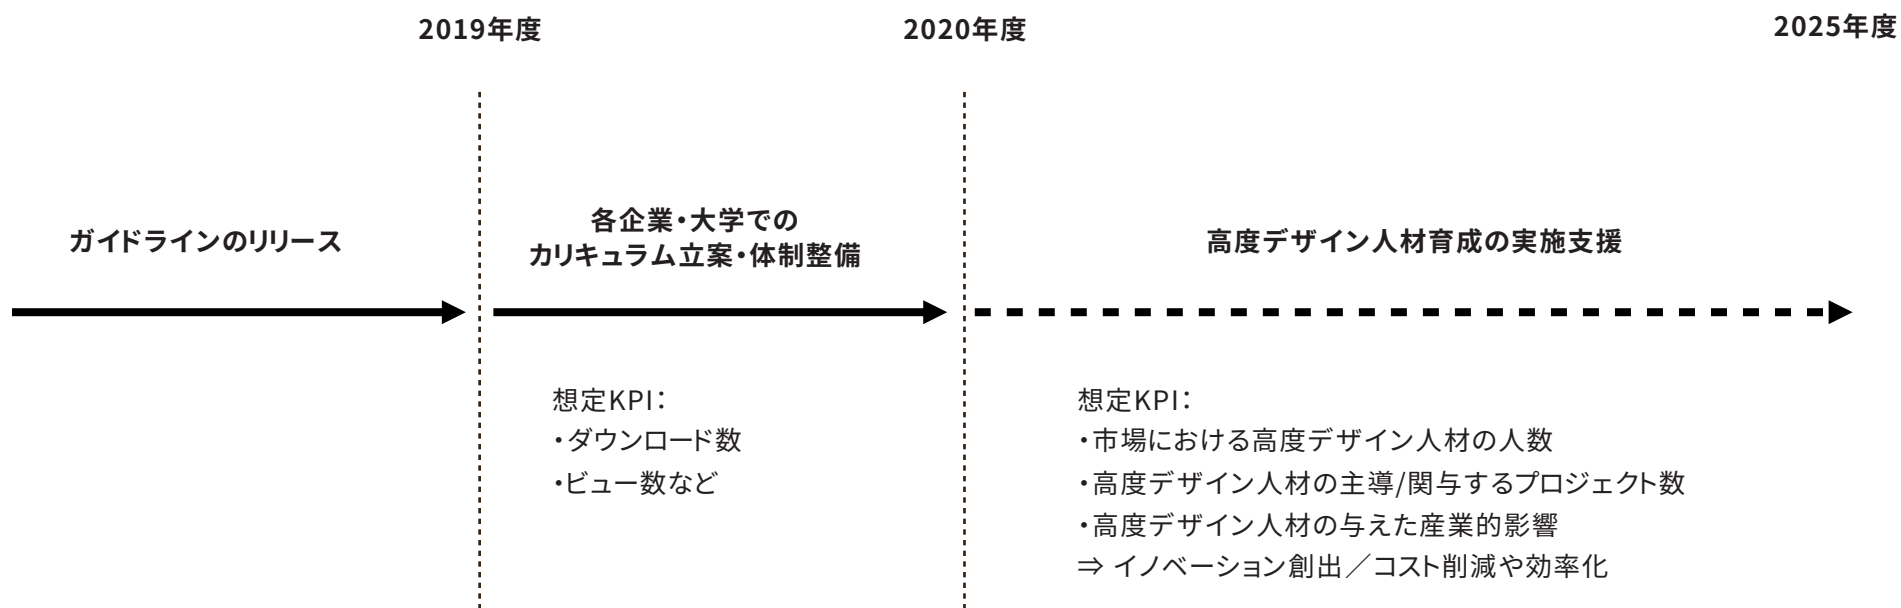 2019年度
2020年度
2025年度
ガイドラインのリリース
各企業・大学での
カリキュラム立案・体制整備
高度デザイン人材育成の実施支援
想定KPI：
・ダウンロード数
・ビュー数など
想定KPI：
・市場における高度デザイン人材の人数
・高度デザイン人材の主導/関与するプロジェクト数
・高度デザイン人材の与えた産業的影響
⇒ イノベーション創出／コスト削減や効率化